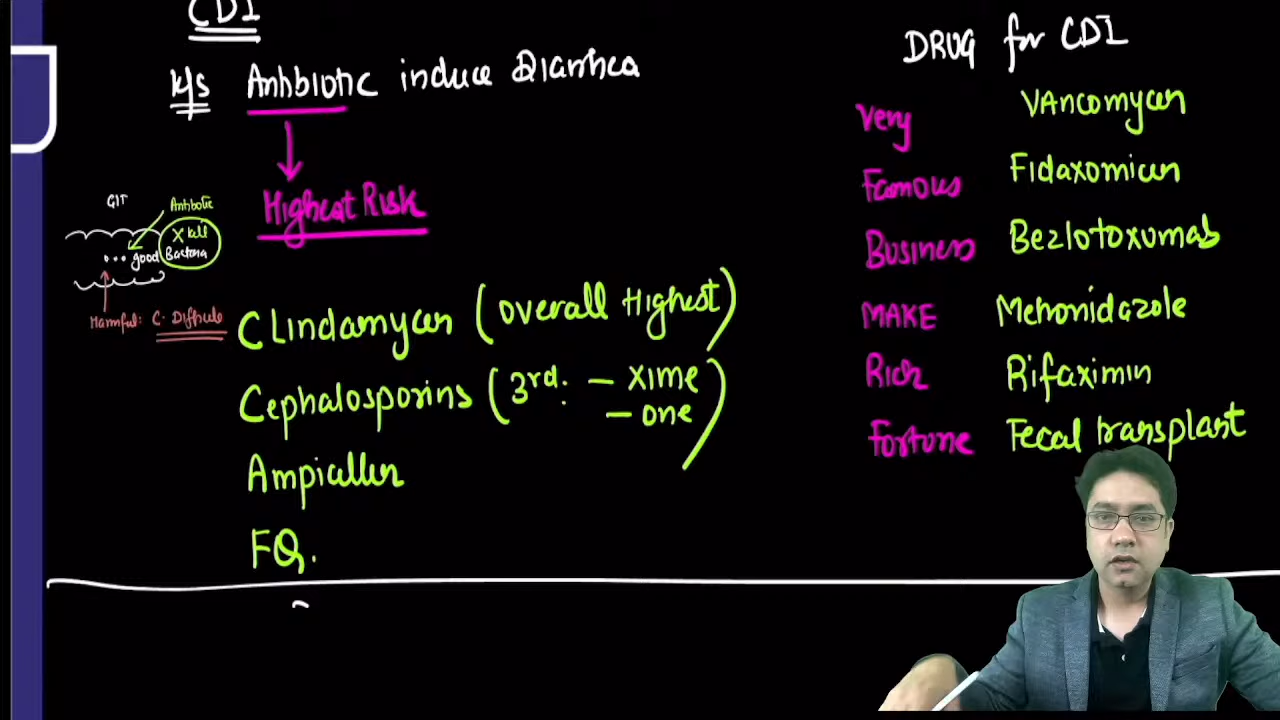 CDI
K/S Antibiotic induce Diarrhea
Highest Risk
GIT
Antibiotic
X kill
good Bacteria
Harmful: C. Difficile
Clindamycin (overall Highest)
Cephalosporins (3rd: – XIME
– one)
Ampicillin
FQ.
DRUG for CDI
Very VAncomycin
Famous Fidaxomicin
Business Bezlotoxumab
MAKE Metronidazole
Rich Rifaximin
Fortune Fecal transplant